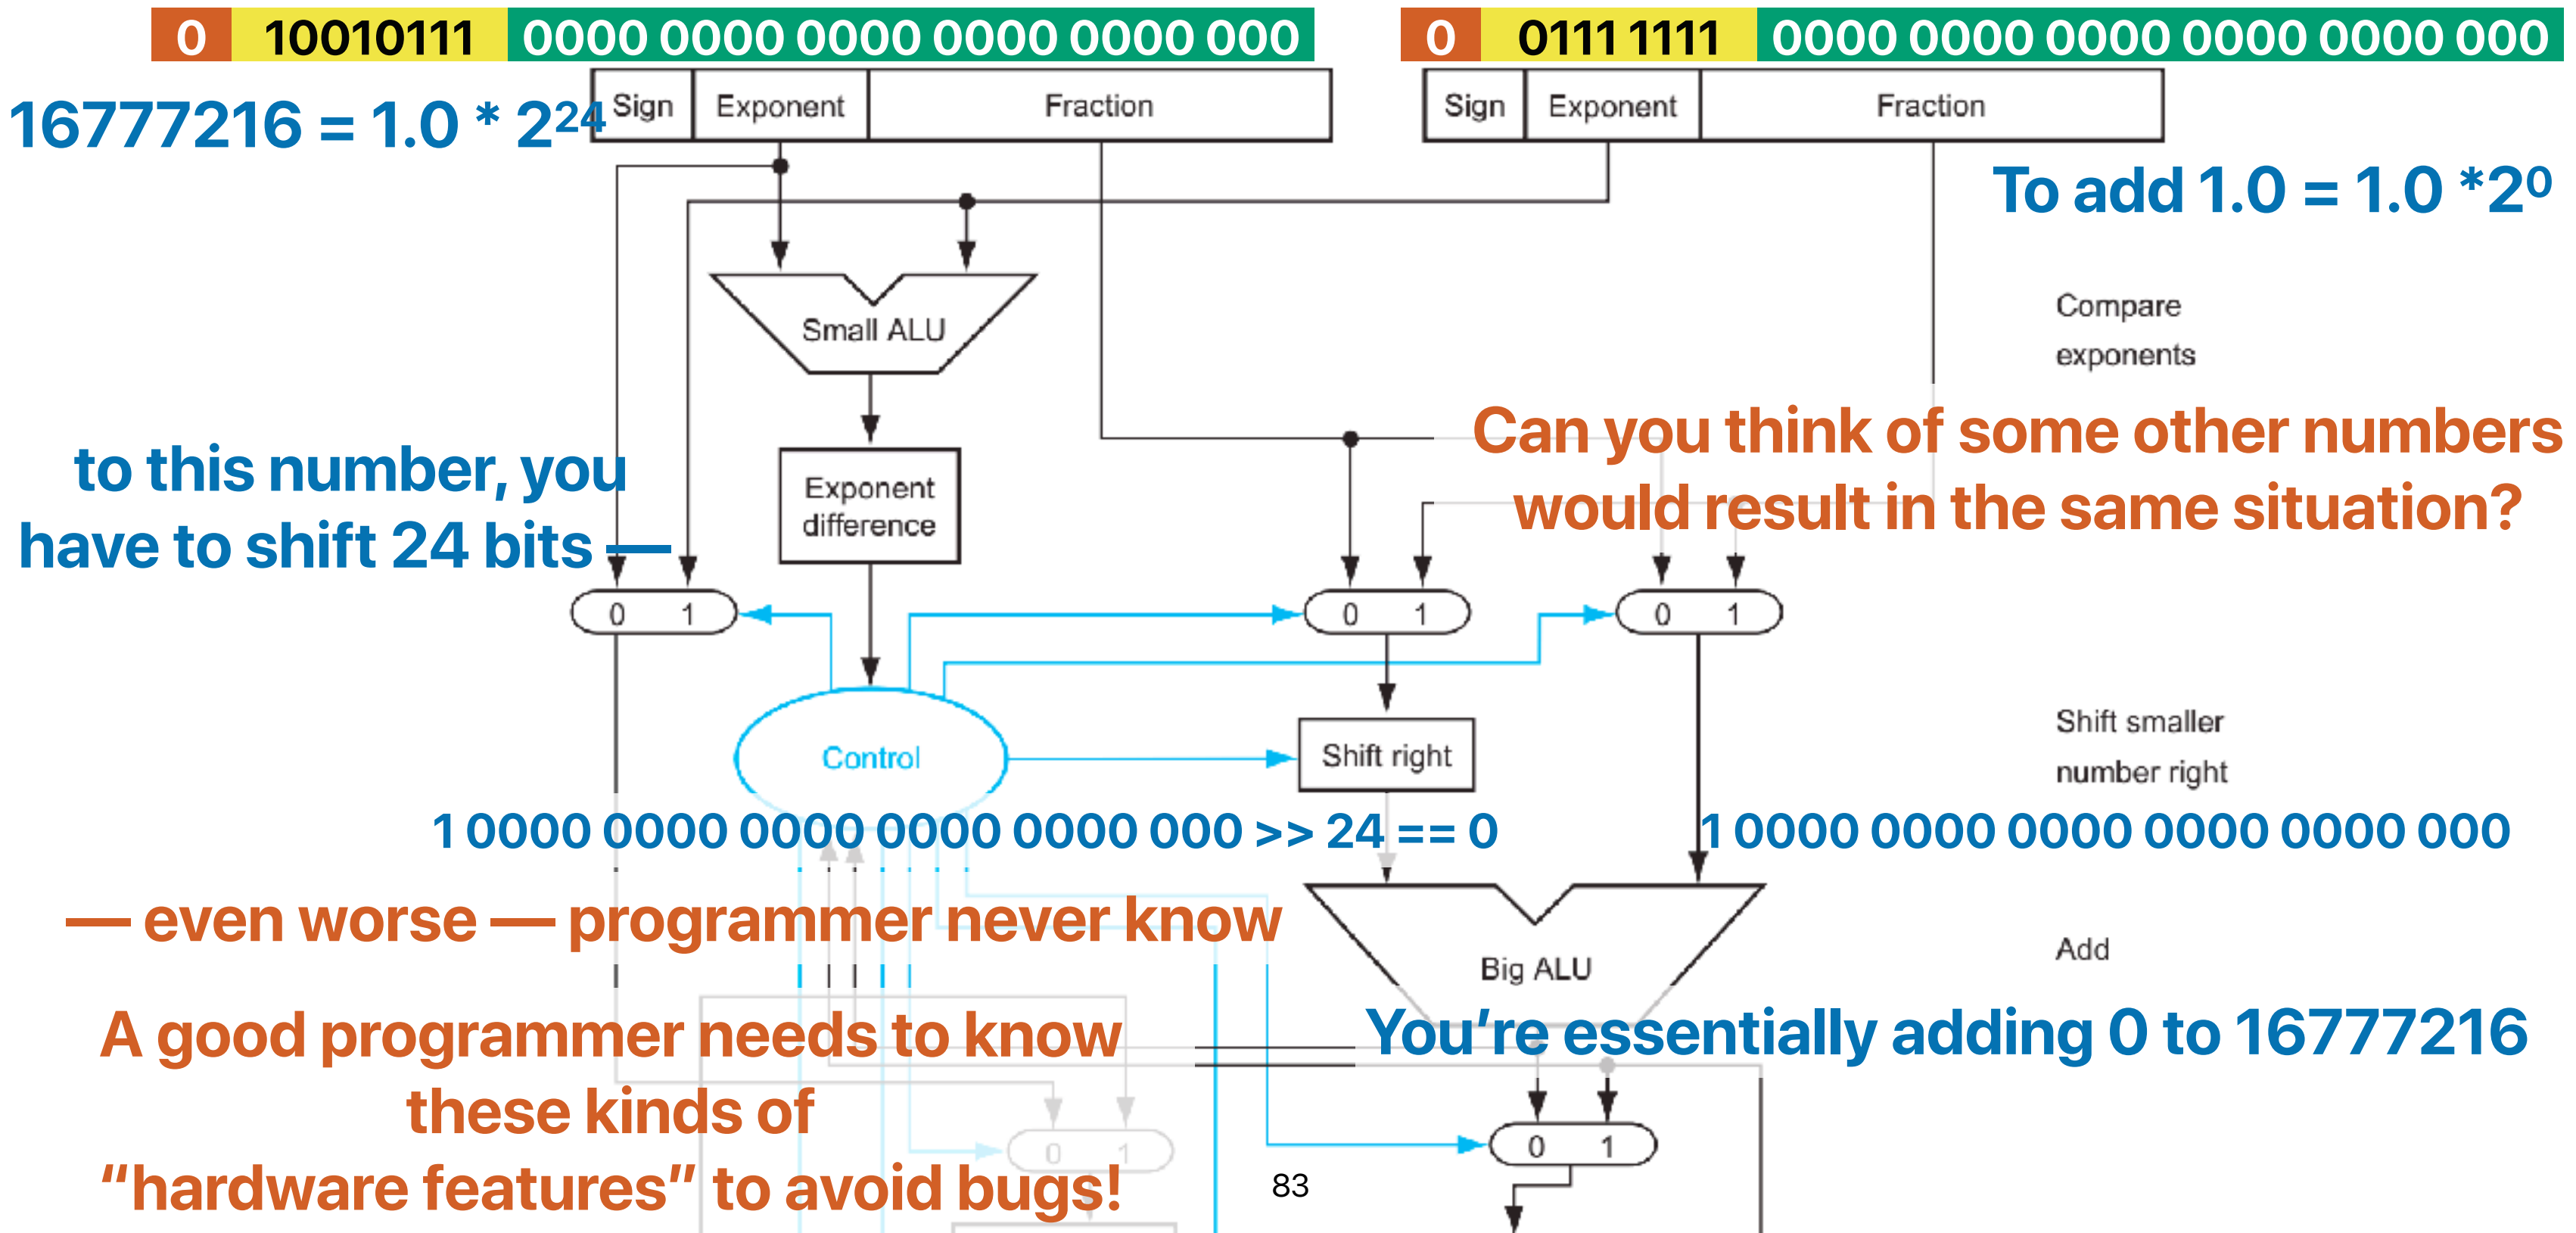 0 10010111 0000 0000 0000 0000 0000 000
0 0111 1111 0000 0000 0000 0000 0000 000
Sign Exponent Fraction
Sign Exponent Fraction
16777216 = 1.0 * 2²⁴
To add 1.0 = 1.0 *2⁰
Compare
exponents
Small ALU
to this number, you
have to shift 24 bits —
Exponent
difference
Can you think of some other numbers
would result in the same situation?
0 1
0 1
0 1
Control
Shift right
Shift smaller
number right
1 0000 0000 0000 0000 0000 000 >> 24 == 0
1 0000 0000 0000 0000 0000 000
— even worse — programmer never know
Big ALU
Add
A good programmer needs to know
these kinds of
“hardware features” to avoid bugs!
You’re essentially adding 0 to 16777216
0 1
0 1
83